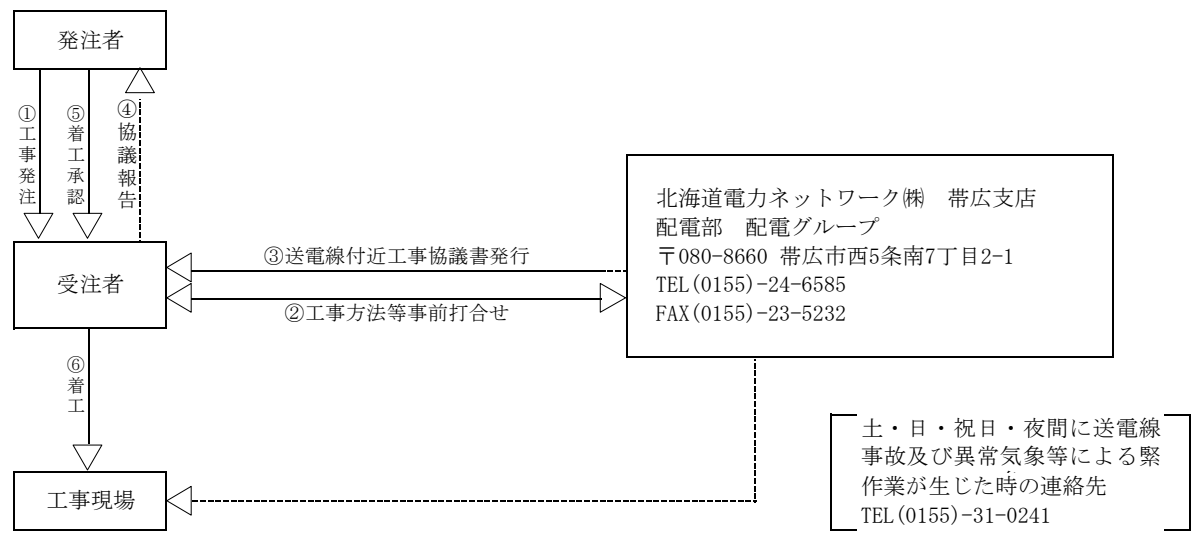 発注者
①工事発注
⑤着工承認
④協議報告
北海道電力ネットワーク㈱　帯広支店
配電部　配電グループ
〒080-8660 帯広市西5条南7丁目2-1
TEL(0155)-24-6585
FAX(0155)-23-5232
受注者
③送電線付近工事協議書発行
②工事方法等事前打合せ
⑥着工
工事現場
土・日・祝日・夜間に送電線
事故及び異常気象等による緊
作業が生じた時の連絡先
TEL(0155)-31-0241